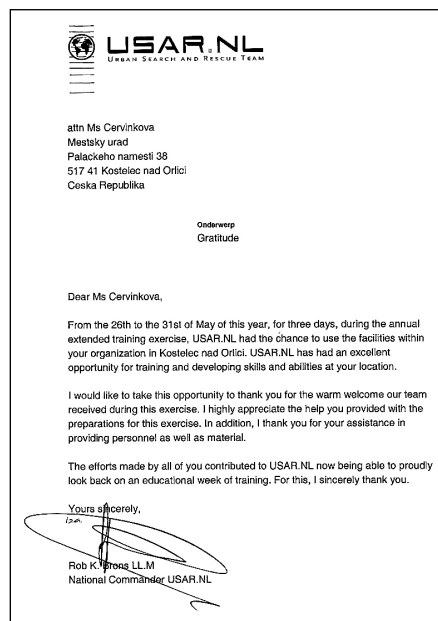 USAR.NL
URBAN SEARCH AND RESCUE TEAM
attn Ms Cervinkova
Mestsky urad
Palackeho namesti 38
517 41 Kostelec nad Orlici
Ceska Republika
Onderwerp
Gratitude
Dear Ms Cervinkova,
From the 26th to the 31st of May of this year, for three days, during the annual
extended training exercise, USAR.NL had the chance to use the facilities within
your organization in Kostelec nad Orlici. USAR.NL has had an excellent
opportunity for training and developing skills and abilities at your location.
I would like to take this opportunity to thank you for the warm welcome our team
received during this exercise. I highly appreciate the help you provided with the
preparations for this exercise. In addition, I thank you for your assistance in
providing personnel as well as material.
The efforts made by all of you contributed to USAR.NL now being able to proudly
look back on an educational week of training. For this, I sincerely thank you.
Yours sincerely,
Rob K. Brons LL.M
National Commander USAR.NL